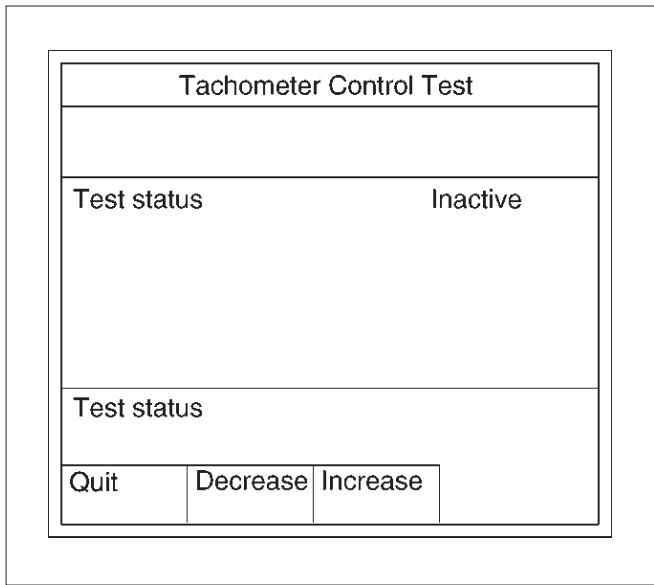 Tachometer Control Test
Test status Inactive
Test status
Quit Decrease Increase